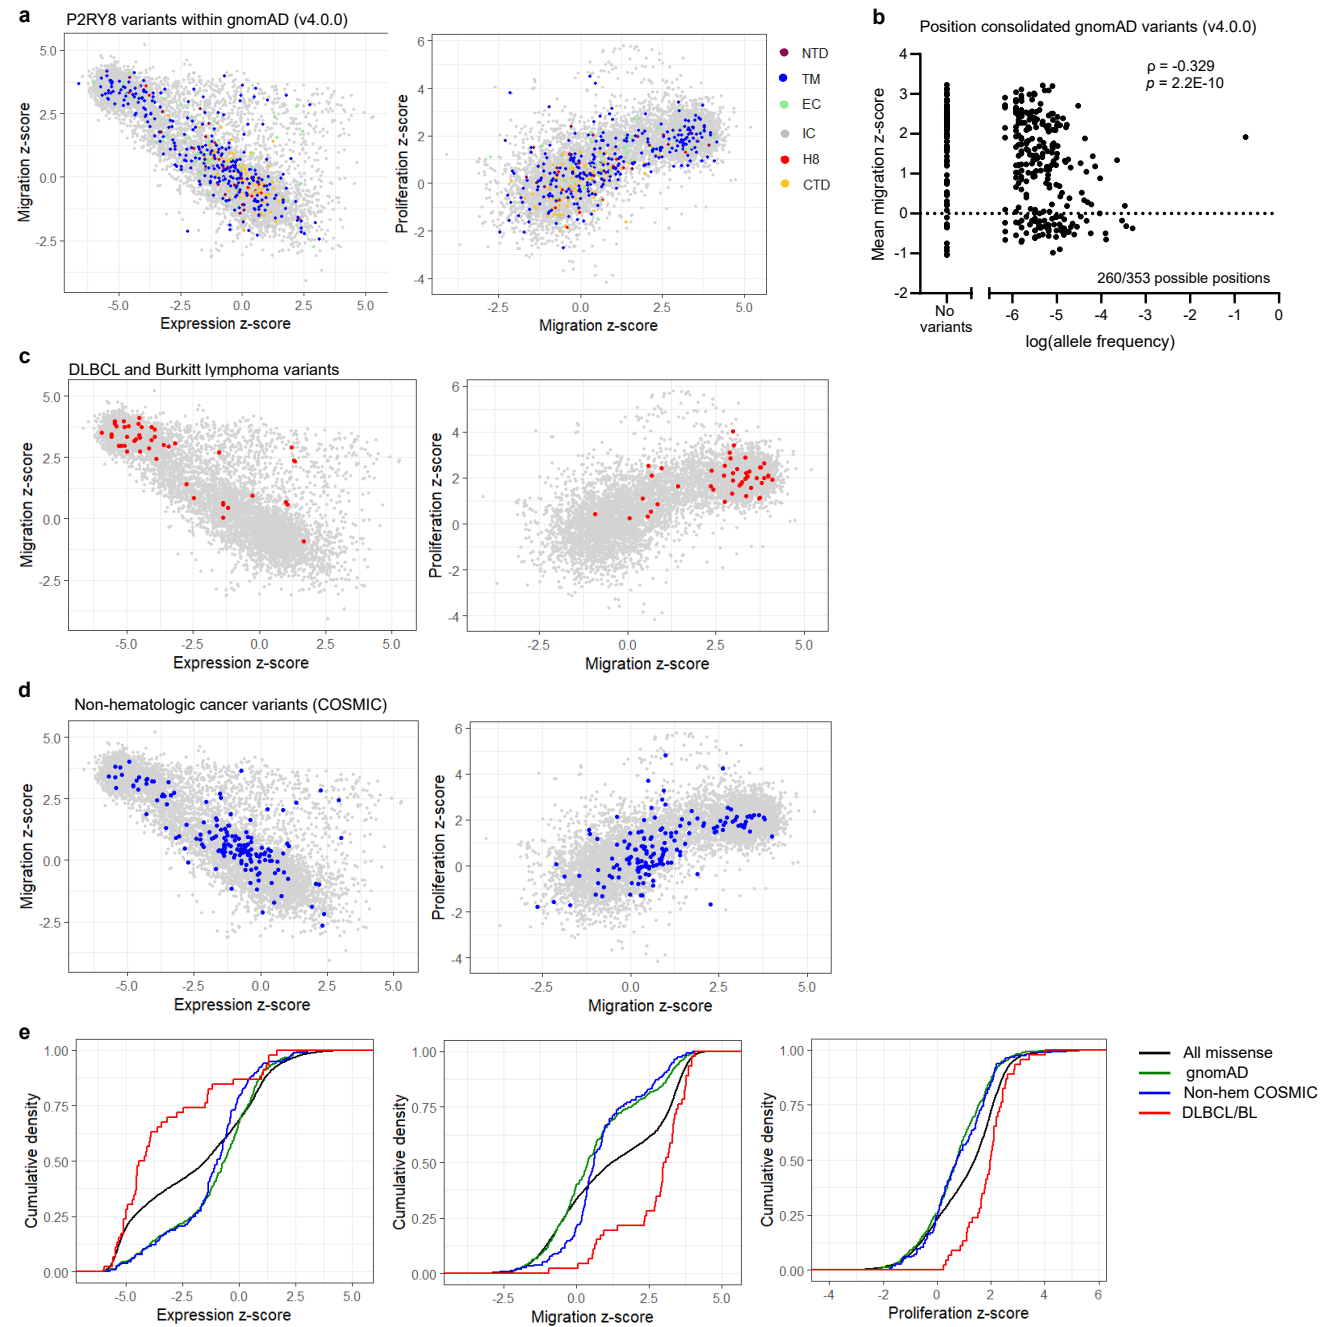 a
P2RY8 variants within gnomAD (v4.0.0)
5.0
2.5
0.0
-2.5
Migration z-score
-5.0
-2.5
0.0
2.5
5.0
Expression z-score
6
4
2
0
-2
-4
Proliferation z-score
-2.5
0.0
2.5
5.0
Migration z-score
NTD
TM
EC
IC
H8
CTD
b
Position consolidated gnomAD variants (v4.0.0)
ρ = -0.329
p = 2.2E-10
4
3
2
1
0
-1
-2
Mean migration z-score
260/353 possible positions
No
variants
-6
-5
-4
-3
-2
-1
0
log(allele frequency)
c
DLBCL and Burkitt lymphoma variants
5.0
2.5
0.0
-2.5
Migration z-score
-5.0
-2.5
0.0
2.5
5.0
Expression z-score
6
4
2
0
-2
-4
Proliferation z-score
-2.5
0.0
2.5
5.0
Migration z-score
d
Non-hematologic cancer variants (COSMIC)
5.0
2.5
0.0
-2.5
Migration z-score
-5.0
-2.5
0.0
2.5
5.0
Expression z-score
6
4
2
0
-2
-4
Proliferation z-score
-2.5
0.0
2.5
5.0
Migration z-score
e
1.00
0.75
0.50
0.25
0.00
Cumulative density
-5.0
-2.5
0.0
2.5
5.0
Expression z-score
1.00
0.75
0.50
0.25
0.00
Cumulative density
-2.5
0.0
2.5
5.0
Migration z-score
1.00
0.75
0.50
0.25
0.00
Cumulative density
-4
-2
0
2
4
6
Proliferation z-score
All missense
gnomAD
Non-hem COSMIC
DLBCL/BL